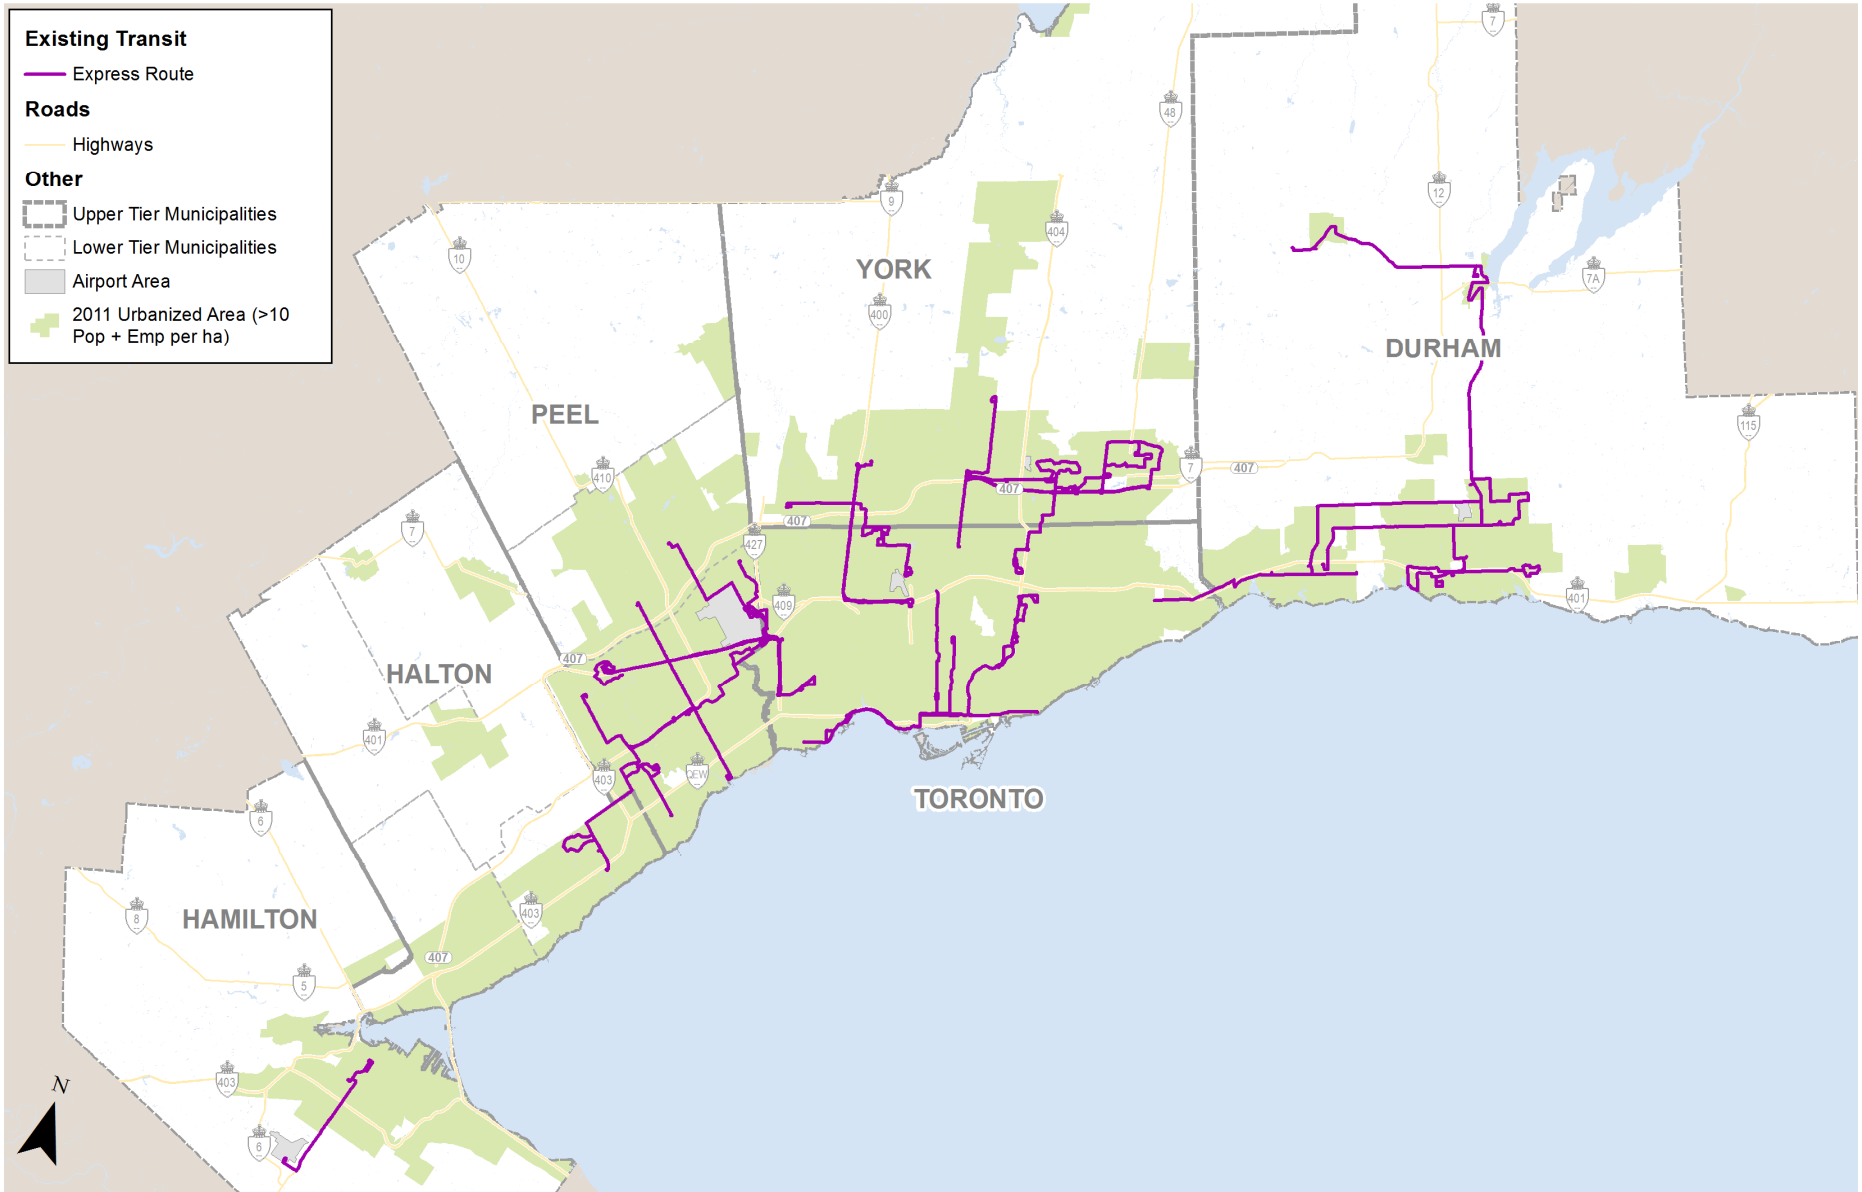 Existing Transit
Express Route
Roads
Highways
Other
Upper Tier Municipalities
Lower Tier Municipalities
Airport Area
2011 Urbanized Area (>10
Pop + Emp per ha)
7
48
9
12
404
10
YORK
7A
400
DURHAM
PEEL
115
410
7
407
407
7
407
427
409
401
407
HALTON
401
403
QEW
TORONTO
6
403
8
HAMILTON
407
5
403
N
6